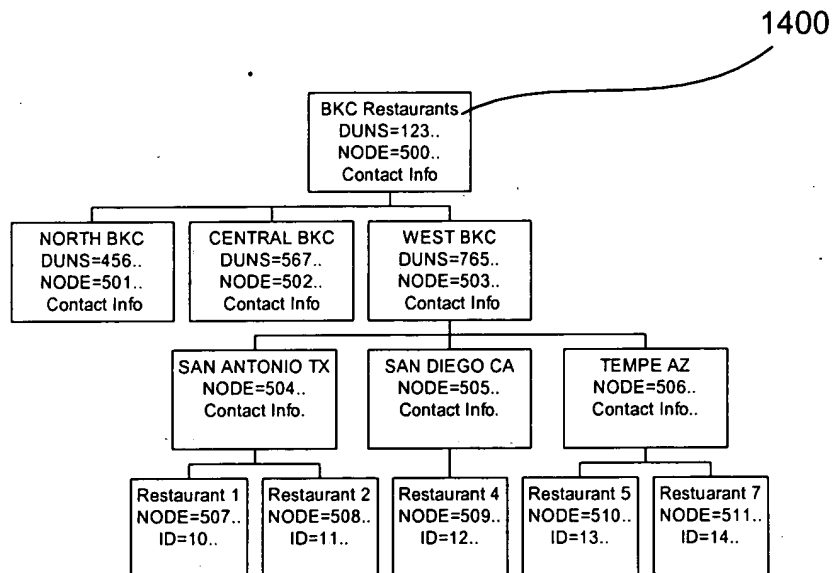 1400
BKC Restaurants
DUNS=123..
NODE=500..
Contact Info
NORTH BKC
DUNS=456..
NODE=501..
Contact Info
CENTRAL BKC
DUNS=567..
NODE=502..
Contact Info
WEST BKC
DUNS=765..
NODE=503..
Contact Info
SAN ANTONIO TX
NODE=504..
Contact Info.
SAN DIEGO CA
NODE=505..
Contact Info.
TEMPE AZ
NODE=506..
Contact Info..
Restaurant 1
NODE=507..
ID=10..
Restaurant 2
NODE=508..
ID=11..
Restaurant 4
NODE=509..
ID=12..
Restaurant 5
NODE=510..
ID=13..
Restuarant 7
NODE=511..
ID=14..